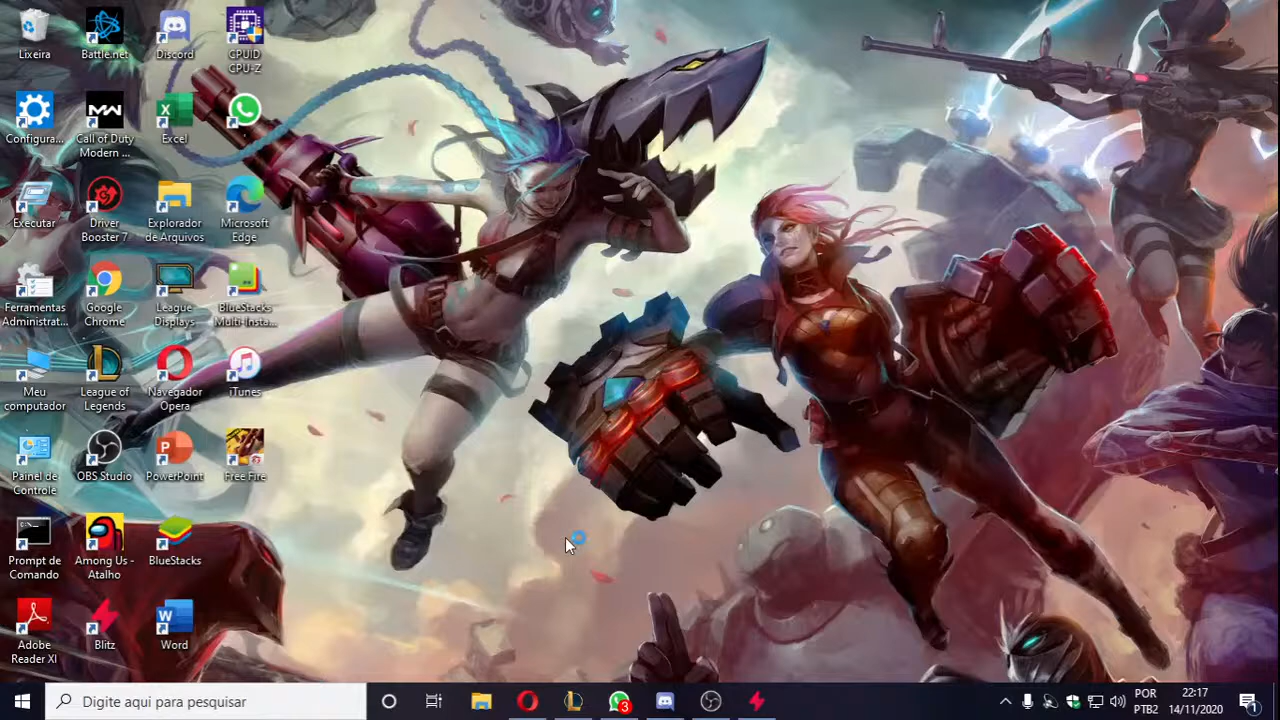 Lixeira
Battle.net
Discord
CPUID
CPU-Z
Configura...
Call of Duty
Modern ...
Excel
Executar
Driver
Booster 7
Explorador
de Arquivos
Microsoft
Edge
Ferramentas
Administrat...
Google
Chrome
League
Displays
BlueStacks
Multi-Insta...
Meu
computador
League of
Legends
Navegador
Opera
iTunes
Painel de
Controle
OBS Studio
PowerPoint
Free Fire
Prompt de
Comando
Among Us -
Atalho
BlueStacks
Adobe
Reader XI
Blitz
Word
Digite aqui para pesquisar
3
POR
PTB2
22:17
14/11/2020
1